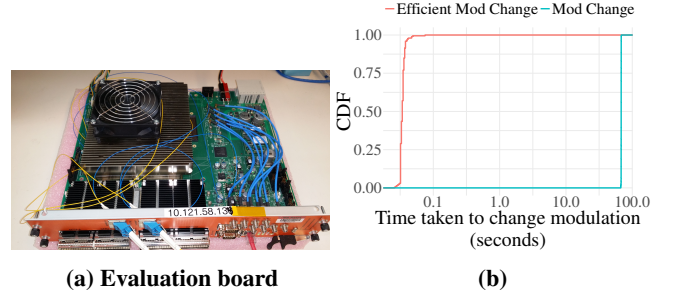 Efficient Mod Change Mod Change
1.00
0.75
CDF
0.50
0.25
0.00
0.1 1.0 10.0 100.0
Time taken to change modulation
(seconds)
10.121.58.13
(a) Evaluation board
(b)